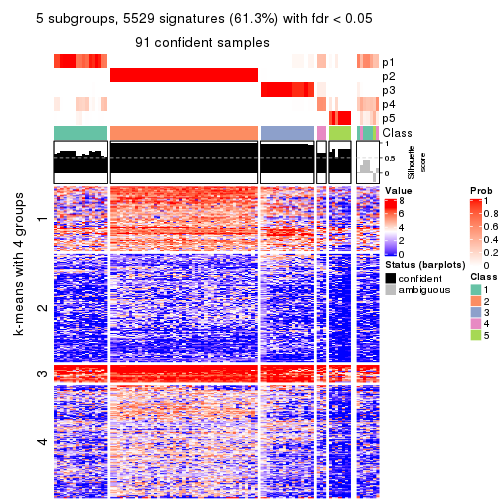 5 subgroups, 5529 signatures (61.3%) with fdr < 0.05
91 confident samples
p1
p2
p3
p4
p5
Class
1
0.5
0
Silhouette
score
k-means with 4 groups
1
2
3
4
Value
8
6
4
2
0
Status (barplots)
confident
ambiguous
Prob
1
0.8
0.6
0.4
0.2
0
Class
1
2
3
4
5